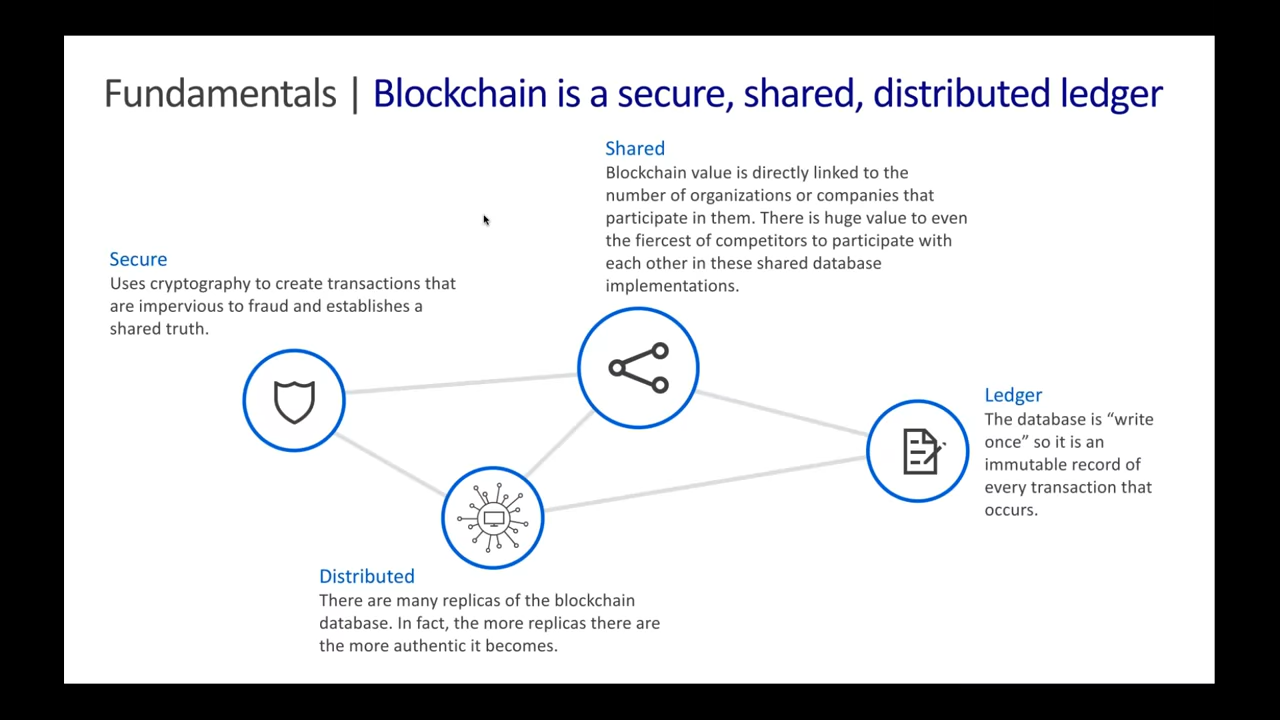 Fundamentals | Blockchain is a secure, shared, distributed ledger
Shared
Blockchain value is directly linked to the
number of organizations or companies that
participate in them. There is huge value to even
the fiercest of competitors to participate with
each other in these shared database
implementations.
Secure
Uses cryptography to create transactions that
are impervious to fraud and establishes a
shared truth.
Ledger
The database is “write
once” so it is an
immutable record of
every transaction that
occurs.
Distributed
There are many replicas of the blockchain
database. In fact, the more replicas there are
the more authentic it becomes.